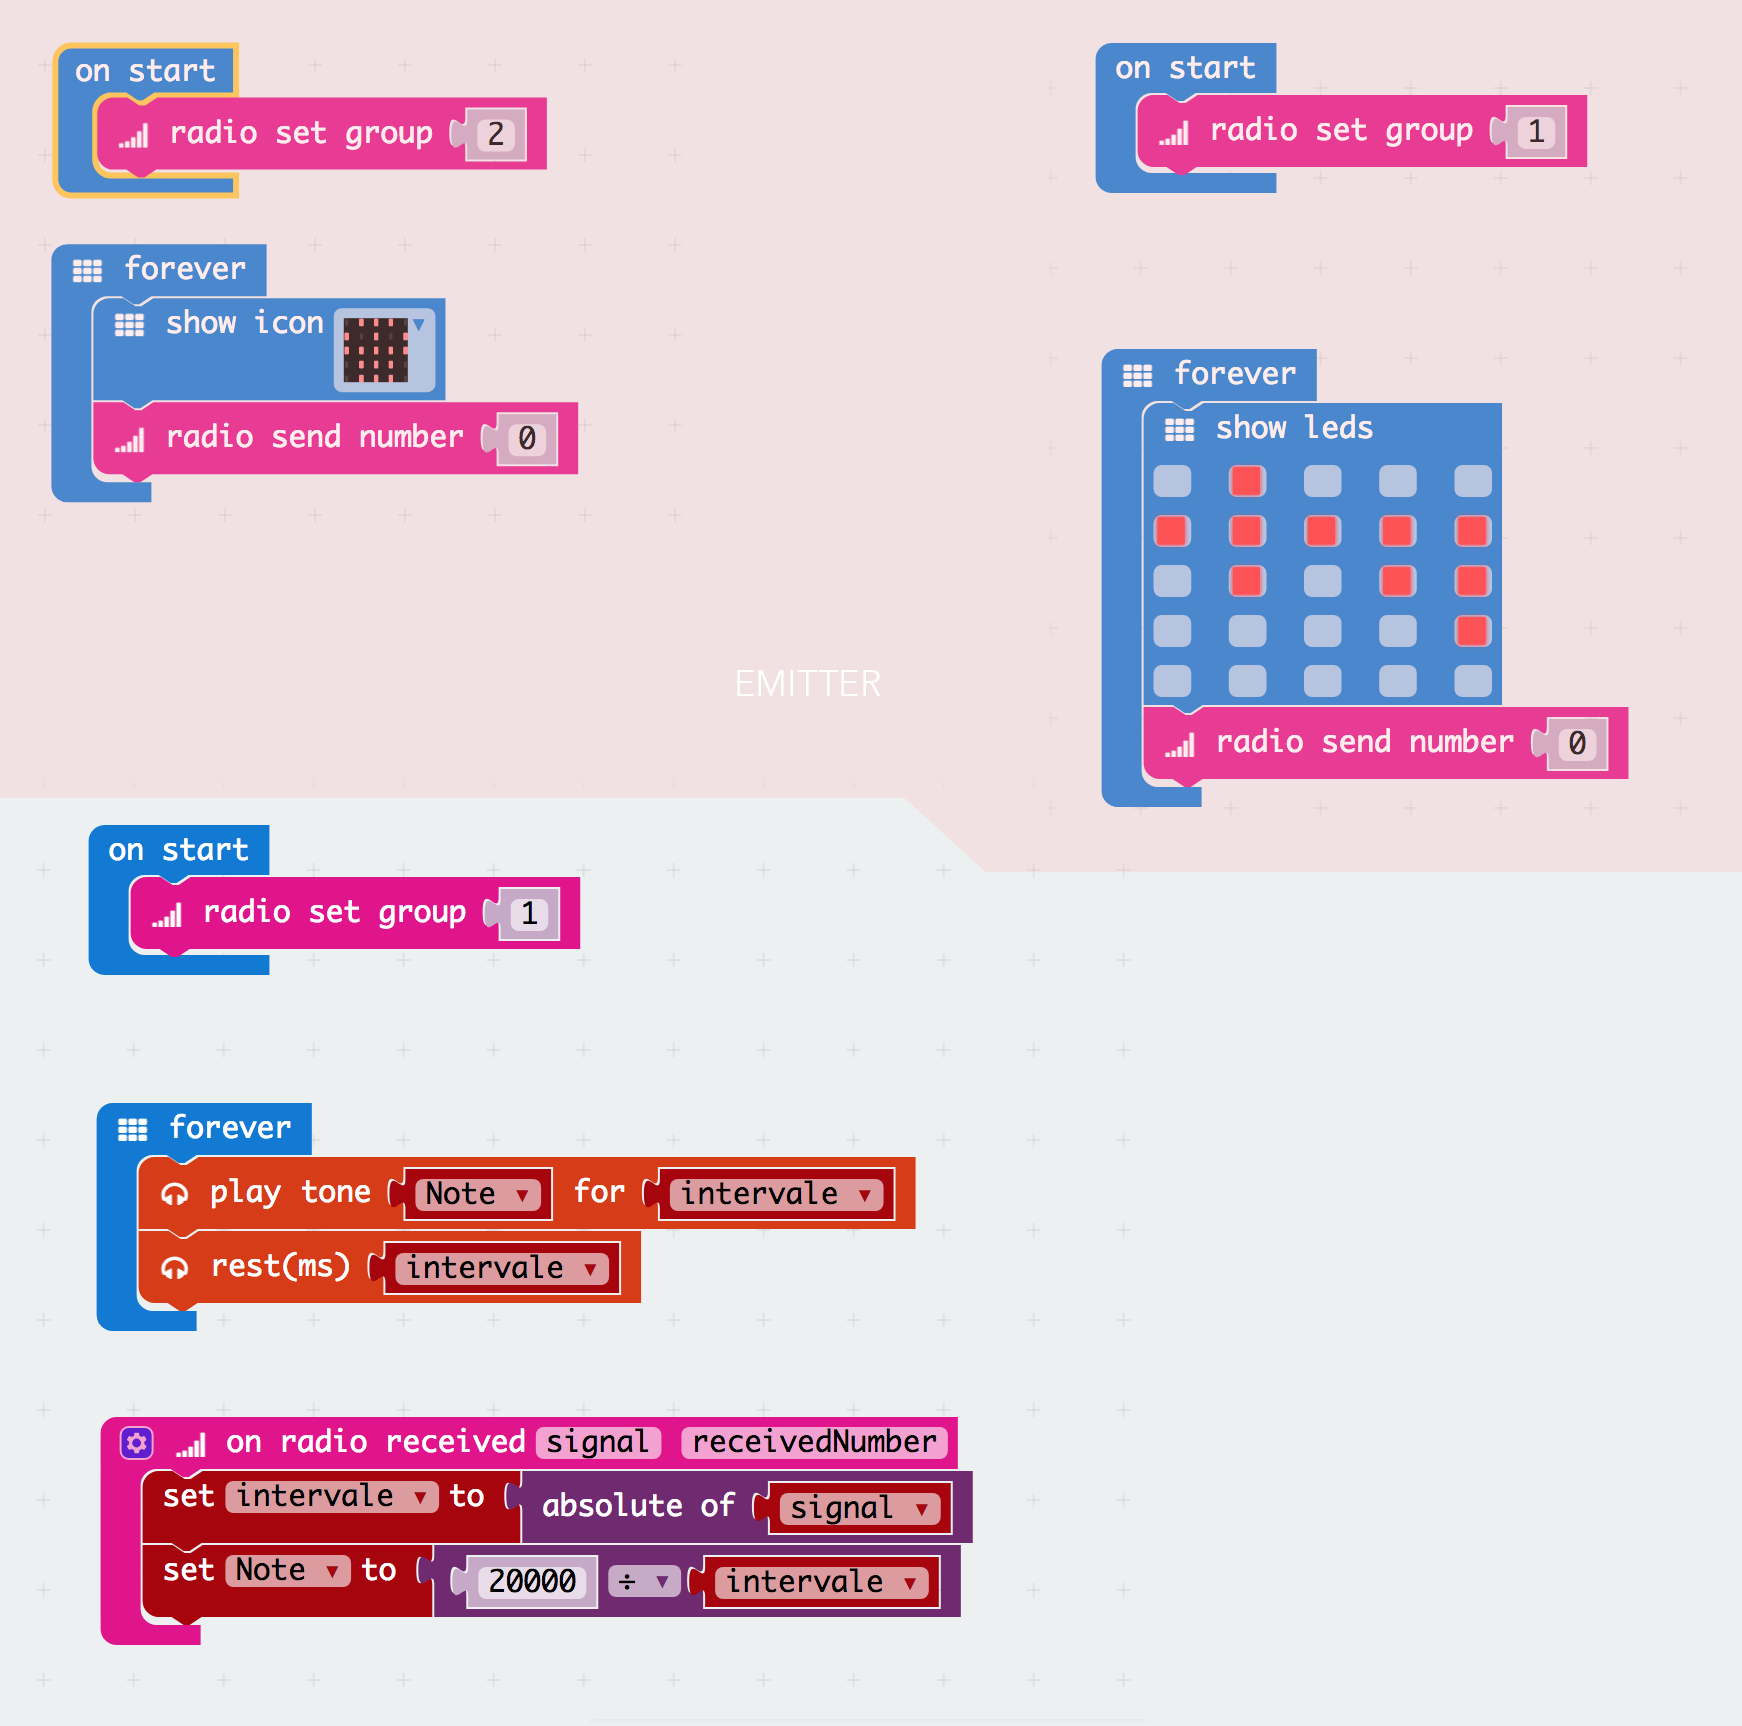 on start
radio set group 2
forever
show icon
radio send number 0
on start
radio set group 1
forever
show leds
radio send number 0
EMITTER
on start
radio set group 1
forever
play tone Note for intervale
rest(ms) intervale
on radio received signal receivedNumber
set intervale to absolute of signal
set Note to 20000 ÷ intervale